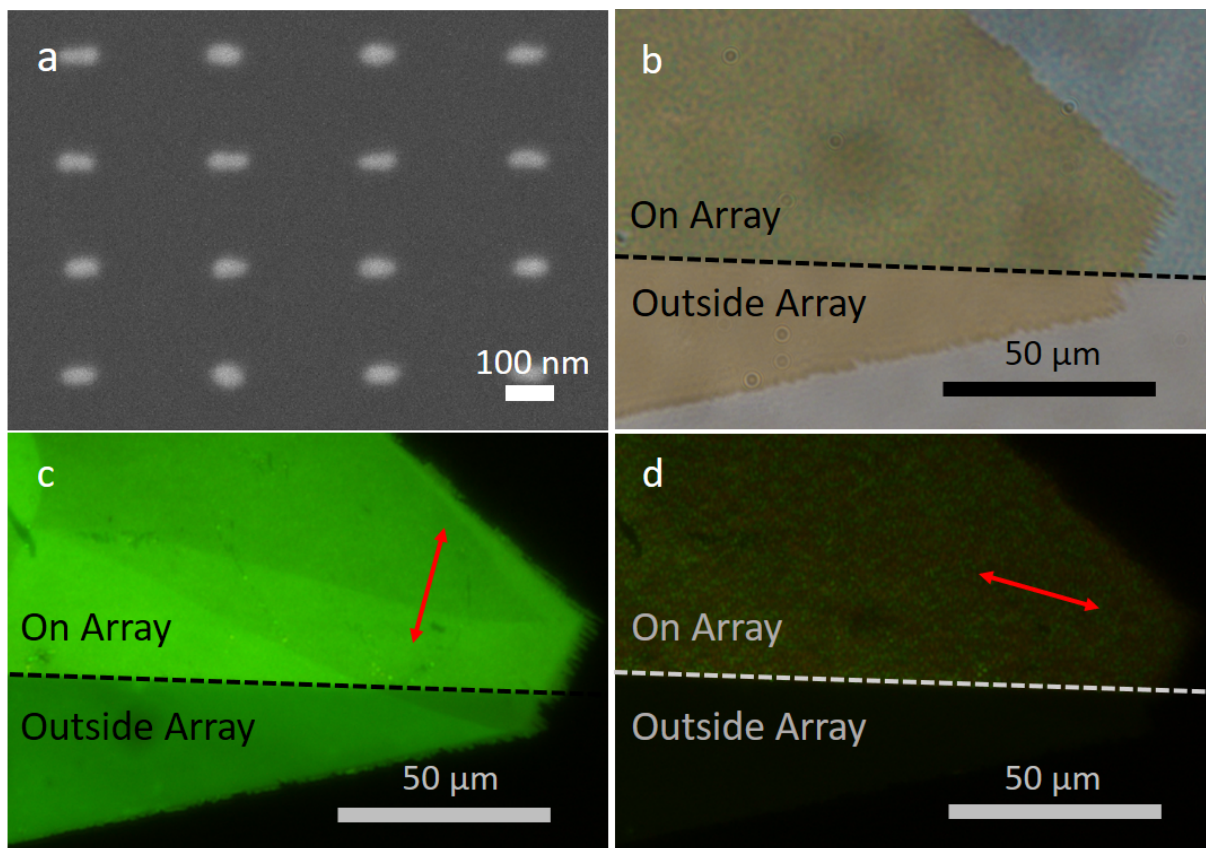 a
100 nm
b
On Array
Outside Array
50 μm
c
On Array
Outside Array
50 μm
d
On Array
Outside Array
50 μm